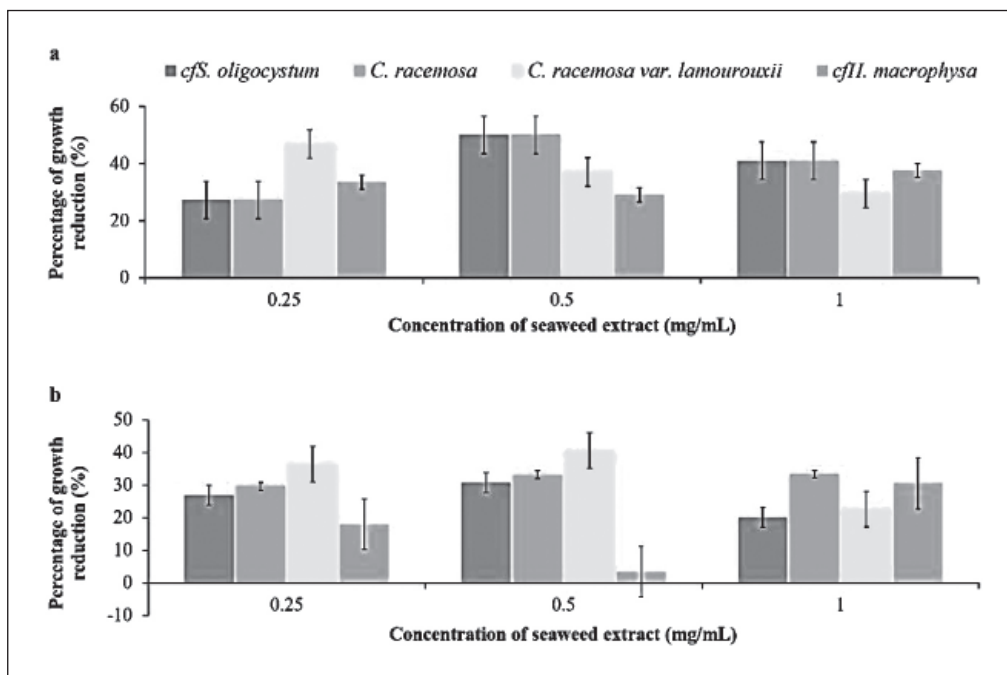 a
cfS. oligocystum C. racemosa C. racemosa var. lamourouxii cfH. macrophysa
Percentage of growth
reduction (%)
60
40
20
0
0.25 0.5 1
Concentration of seaweed extract (mg/mL)
b
Percentage of growth
reduction (%)
50
40
30
20
10
0
-10
0.25 0.5 1
Concentration of seaweed extract (mg/mL)